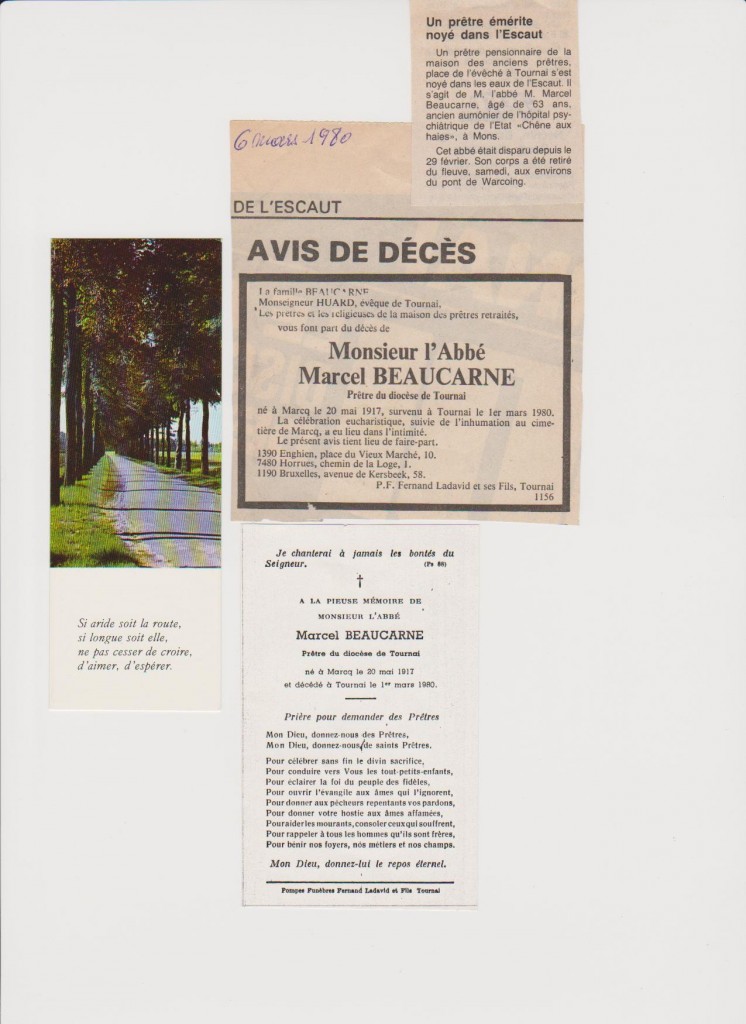 Un prêtre émérite
noyé dans l'Escaut
Un prêtre pensionnaire de la
maison des anciens prêtres,
place de l'évêché à Tournai s'est
noyé dans les eaux de l'Escaut. Il
s'agit de M. l'abbé M. Marcel
Beaucarne, âgé de 63 ans,
ancien aumônier de l'hôpital psy-
chiátrique de l'Etat «Chêne aux
haies», à Mons.
Cet abbé était disparu depuis le
29 février. Son corps a été retiré
du fleuve, samedi, aux environs
du pont de Warcoing.
6 mars 1980
DE L'ESCAUT
AVIS DE DÉCÈS
La famille BEAUCARNE
Monseigneur HUARD, évêque de Tournai,
Les prêtres et les religieuses de la maison des prêtres retraités,
vous font part du décès de
Monsieur l'Abbé
Marcel BEAUCARNE
Prêtre du diocèse de Tournai
né à Marcq le 20 mai 1917, survenu à Tournai le 1er mars 1980.
La célébration eucharistique, suivie de l'inhumation au cime-
tière de Marcq, a eu lieu dans l'intimité.
Le présent avis tient lieu de faire-part.
1390 Enghien, place du Vieux Marché, 10.
7480 Horrues, chemin de la Loge, 1.
1190 Bruxelles, avenue de Kersbeek, 58.
P.F. Fernand Ladavid et ses Fils, Tournai
1156
Si aride soit la route,
si longue soit elle,
ne pas cesser de croire,
d'aimer, d'espérer.
Je chanterai à jamais les bontés du
Seigneur. (Ps 88)
A LA PIEUSE MÉMOIRE DE
MONSIEUR L'ABBÉ
Marcel BEAUCARNE
Prêtre du diocèse de Tournai
né à Marcq le 20 mai 1917
et décédé à Tournai le 1er mars 1980.
Prière pour demander des Prêtres
Mon Dieu, donnez-nous des Prêtres,
Mon Dieu, donnez-nous de saints Prêtres.
Pour célébrer sans fin le divin sacrifice,
Pour conduire vers Vous les tout-petits-enfants,
Pour éclairer la foi du peuple des fidèles,
Pour ouvrir l'évangile aux âmes qui l'ignorent,
Pour donner aux pécheurs repentants vos pardons,
Pour donner votre hostie aux âmes affamées,
Pour aider les mourants, consoler ceux qui souffrent,
Pour rappeler à tous les hommes qu'ils sont frères,
Pour bénir nos foyers, nos métiers et nos champs.
Mon Dieu, donnez-lui le repos éternel.
Pompes Funèbres Fernand Ladavid et Fils Tournai